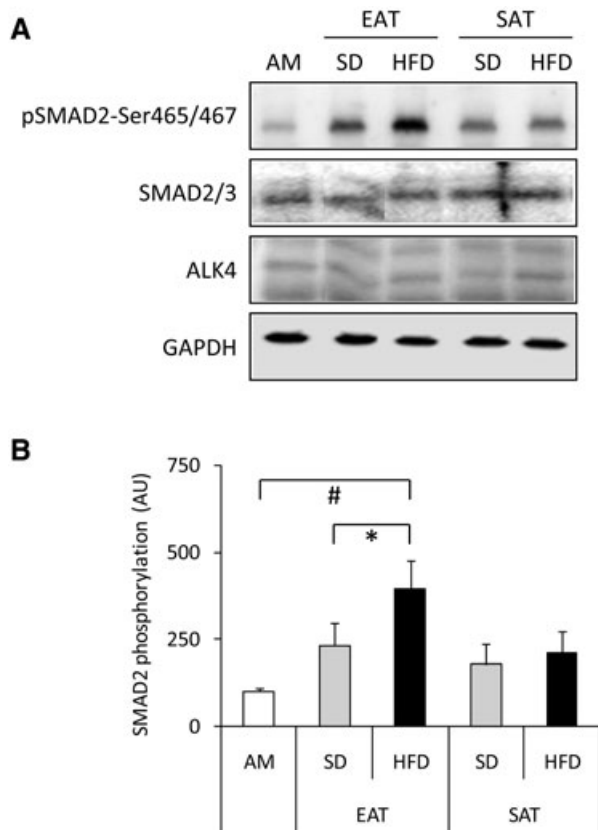 A
EAT SAT
AM SD HFD SD HFD
pSMAD2-Ser465/467
SMAD2/3
ALK4
GAPDH
B
SMAD2 phosphorylation (AU)
750
500
250
0
#
*
AM SD HFD SD HFD
EAT SAT